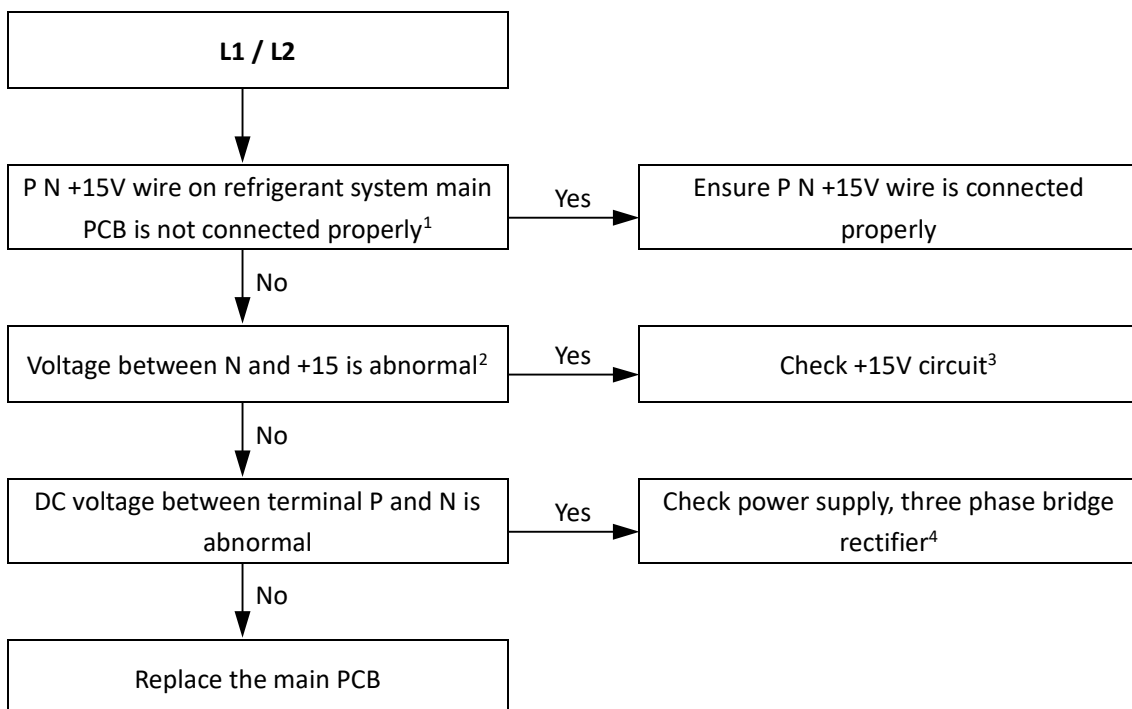 L1 / L2
P N +15V wire on refrigerant system main
PCB is not connected properly¹
Yes
Ensure P N +15V wire is connected
properly
No
Voltage between N and +15 is abnormal²
Yes
Check +15V circuit³
No
DC voltage between terminal P and N is
abnormal
Yes
Check power supply, three phase bridge
rectifier⁴
No
Replace the main PCB